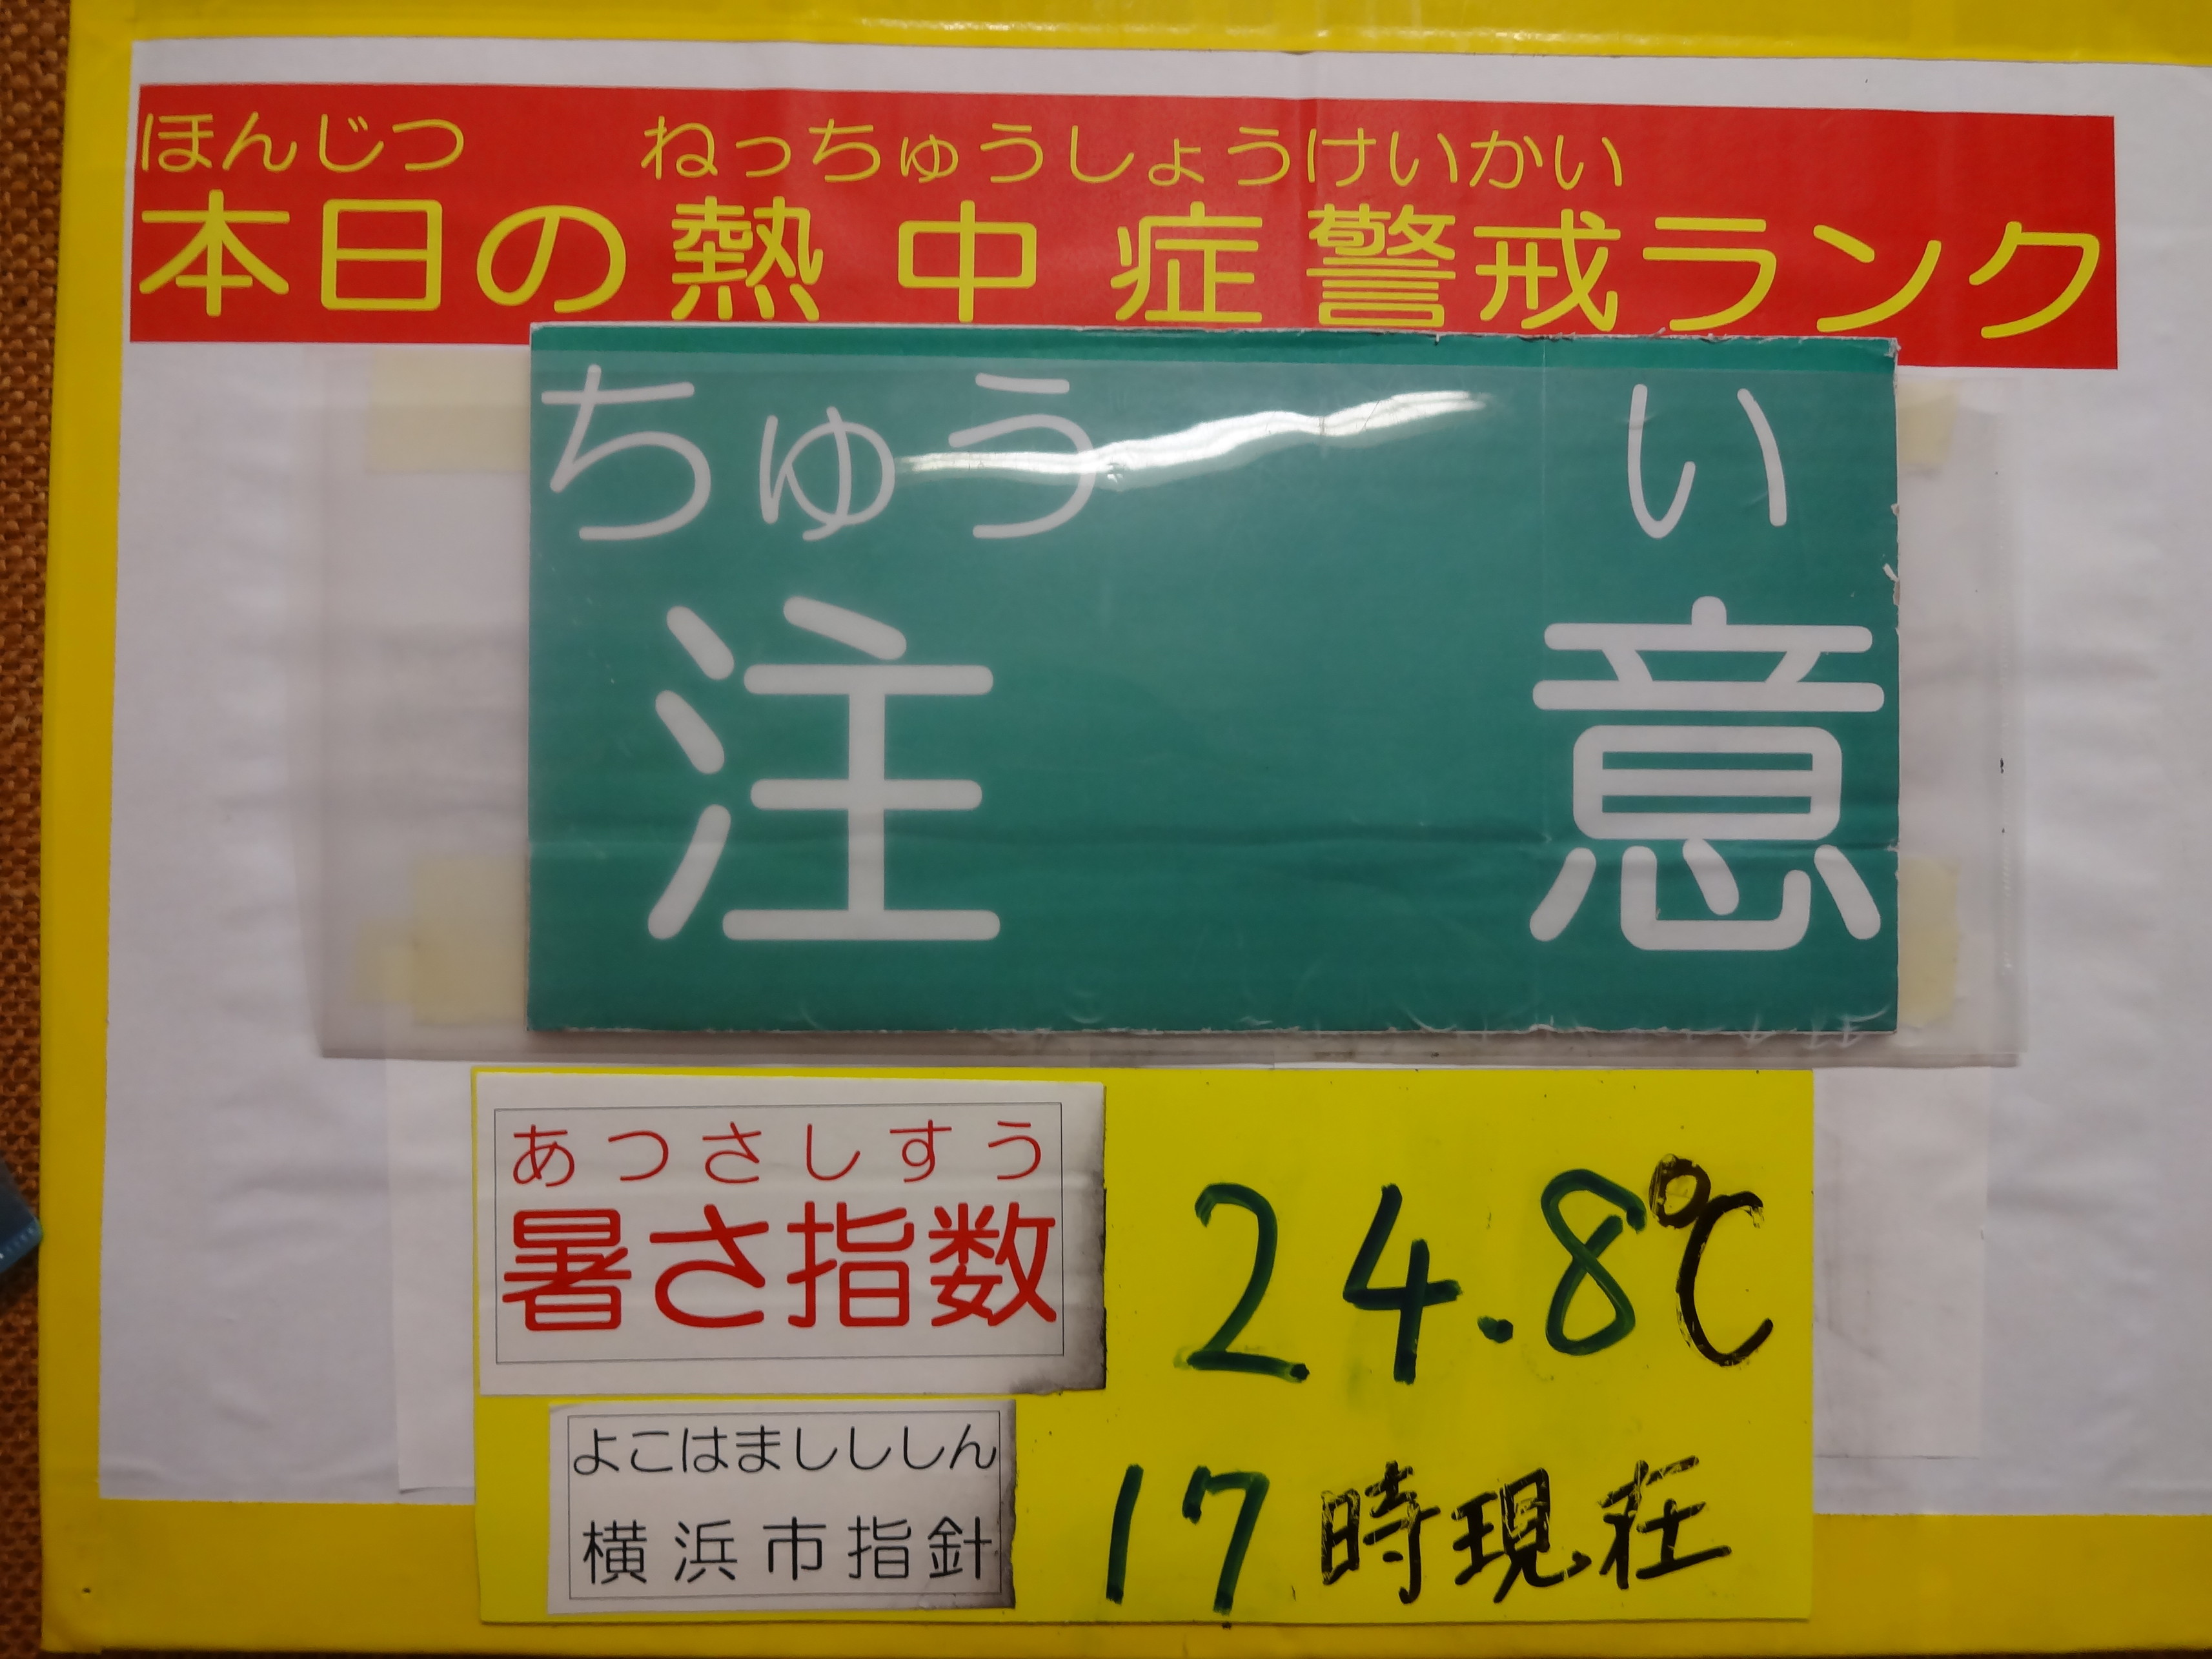 ほんじつ ねっちゅうしょうけいかい
本日の熱中症警戒ランク
ちゅう い
注意
あつさしすう
暑さ指数
24.8℃
よこはましししん
横浜市指針
17時現在